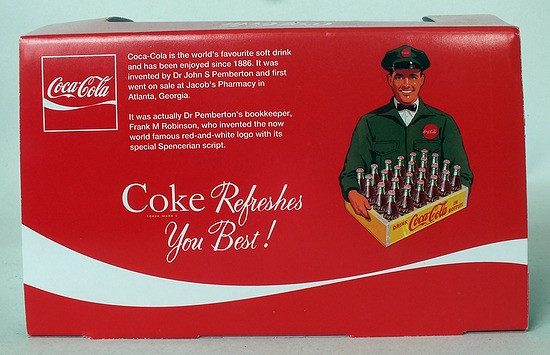 Coca-Cola
Coca-Cola is the world's favourite soft drink
and has been enjoyed since 1886. It was
invented by Dr John S Pemberton and first
went on sale at Jacob's Pharmacy in
Atlanta, Georgia.
It was actually Dr Pemberton's bookkeeper,
Frank M Robinson, who invented the now
world famous red-and-white logo with its
special Spencerian script.
Coke Refreshes
TRADE MARK ®
You Best!
Coca-Cola
DRINK Coca-Cola IN
BOTTLES